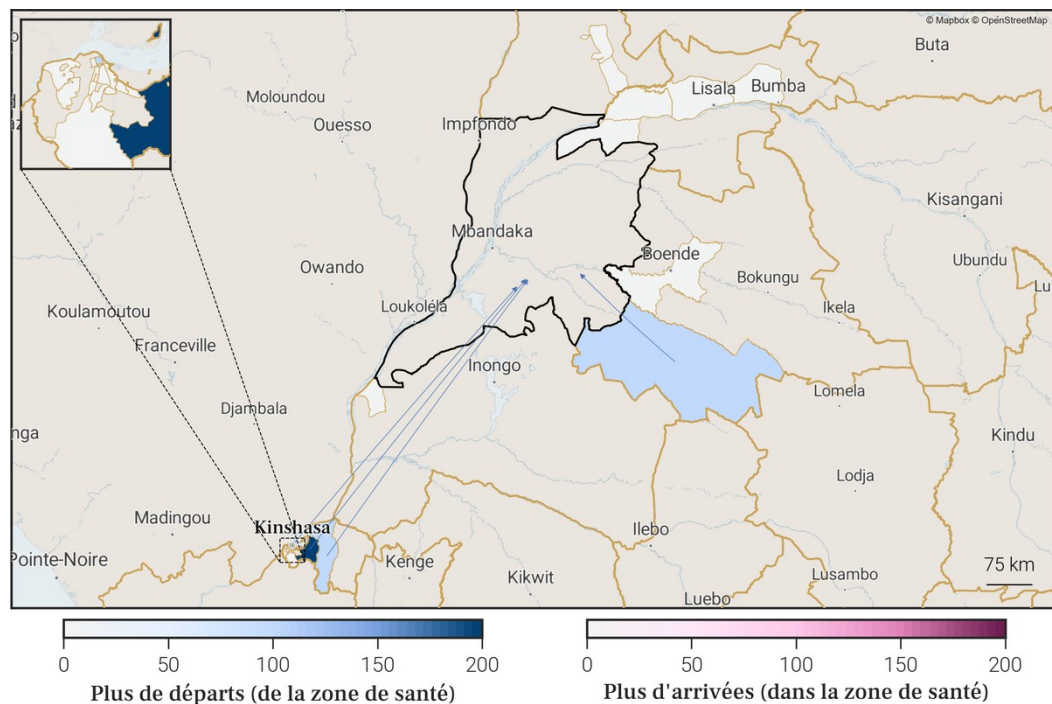 © Mapbox © OpenStreetMap
Buta
Lisala
Bumba
Moloundou
Ouesso
Impfondo
Kisangani
Mbandaka
Boende
Owando
Bokungu
Ubundu
Lu
Koulamoutou
Loukoléla
Ikela
Franceville
Inongo
Lomela
Djambala
nga
Kindu
Lodja
Madingou
Kinshasa
Ilebo
Pointe-Noire
Kenge
Kikwit
Lusambo
75 km
Luebo
0 50 100 150 200
Plus de départs (de la zone de santé)
0 50 100 150 200
Plus d'arrivées (dans la zone de santé)